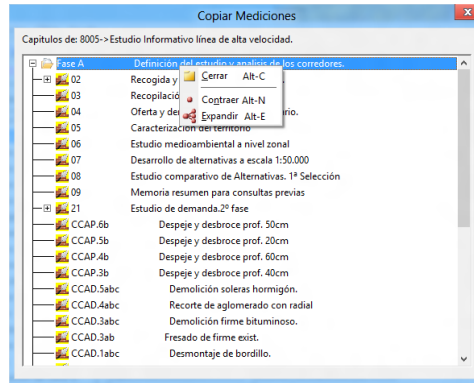 Copiar Mediciones
x
Capitulos de: 8005->Estudio Informativo línea de alta velocidad.
Fase A Definición del estudio y analisis de los corredores.
02 Recogida y
Cerrar Alt-C
03 Recopilació
Contraer Alt-N
04 Oferta y de ario.
Expandir Alt-E
05 Caracterización del territorio
06 Estudio medioambiental a nivel zonal
07 Desarrollo de alternativas a escala 1:50.000
08 Estudio comparativo de Alternativas. 1ª Selección
09 Memoria resumen para consultas previas
21 Estudio de demanda.2º fase
CCAP.6b Despeje y desbroce prof. 50cm
CCAP.5b Despeje y desbroce prof. 20cm
CCAP.4b Despeje y desbroce prof. 60cm
CCAP.3b Despeje y desbroce prof. 40cm
CCAD.5abc Demolición soleras hormigón.
CCAD.4abc Recorte de aglomerado con radial
CCAD.3abc Demolición firme bituminoso.
CCAD.3ab Fresado de firme exist.
CCAD.1abc Desmontaje de bordillo.